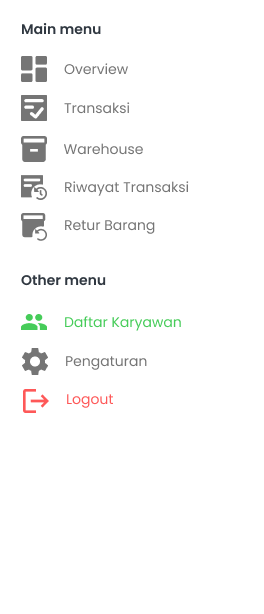 Main menu
Overview
Transaksi
Warehouse
Riwayat Transaksi
Retur Barang
Other menu
Daftar Karyawan
Pengaturan
Logout